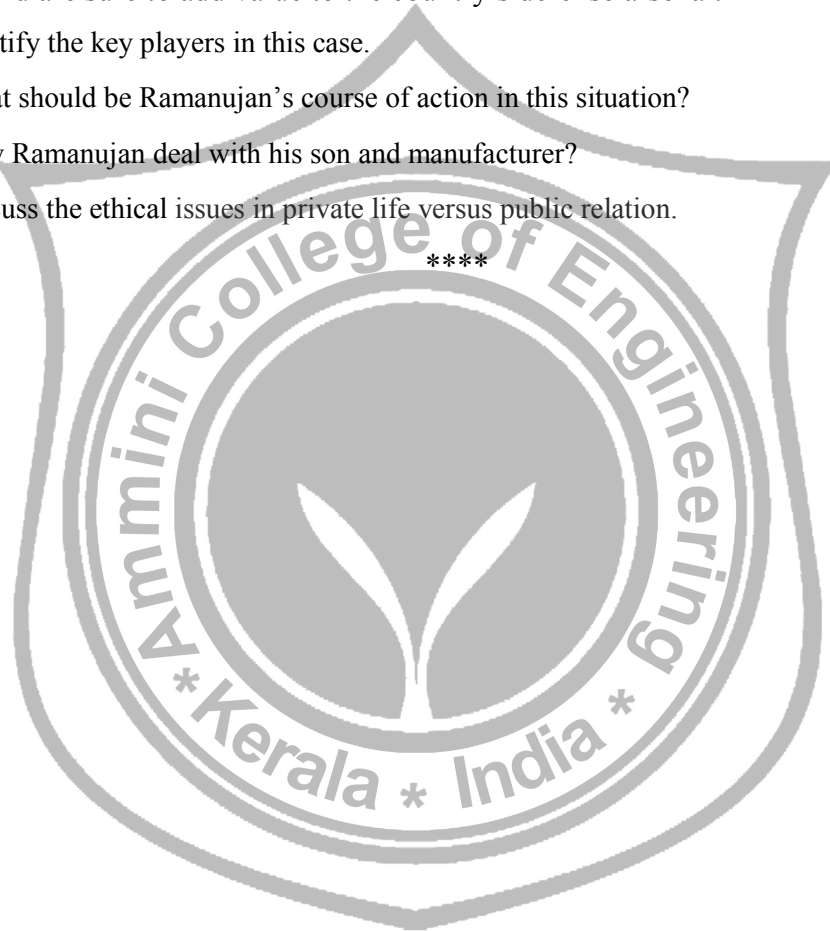 tify the key players in this case.
at should be Ramanujan's course of action in this situation?
w Ramanujan deal with his son and manufacturer?
uss the ethical issues in private life versus public relation.
****
Ammini College of Engineering
* Kerala * India *